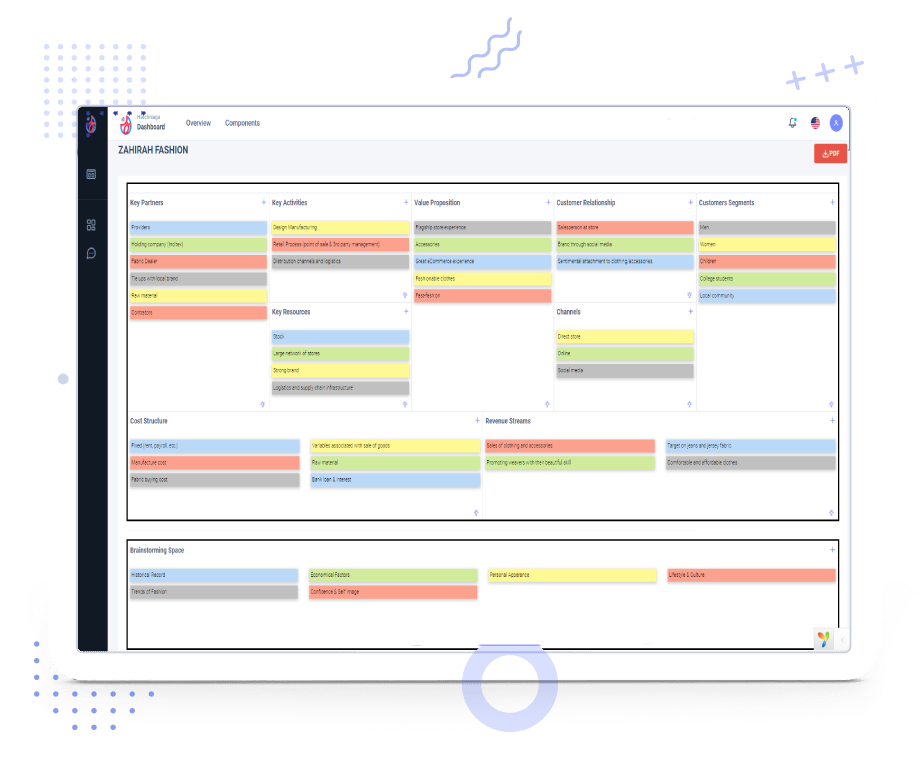 Hatchniaga
Dashboard
Overview
Components
ZAHIRAH FASHION
PDF
Key Partners
Providers
Holding company (Inditex)
Fabric Dealer
Tie ups with local brand
Raw material
Contractors
Key Activities
Design Manufacturing
Retail Process (point of sale & 3rd party management)
Distribution channels and logistics
Key Resources
Stock
Large network of stores
Strong brand
Logistics and supply chain infrastructure
Value Proposition
Flagship store experience
Accessories
Great eCommerce experience
Fashionable clothes
Fast-fashion
Customer Relationship
Salesperson at store
Brand through social media
Sentimental attachment to clothing accessories
Channels
Direct store
Online
Social media
Customers Segments
Men
Women
Children
College students
Local community
Cost Structure
Fixed (rent, payroll, etc.)
Variables associated with sale of goods
Manufacture cost
Raw material
Fabric buying cost
Bank loan & interest
Revenue Streams
Sales of clothing and accessories
Target on jeans and jersey fabric
Promoting weavers with their beautiful skill
Comfortable and affordable clothes
Brainstorming Space
Historical Record
Economical Factors
Personal Apperance
Lifestyle & Culture
Trends of Fashion
Confidence & Self Image